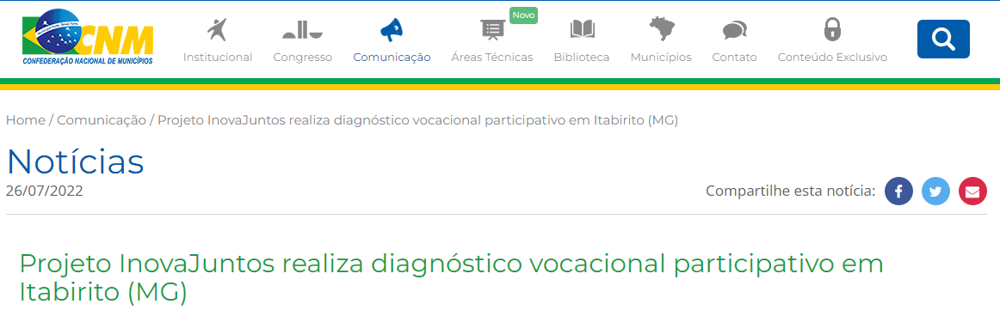 CNM
CONFEDERAÇÃO NACIONAL DE MUNICÍPIOS
Novo
Institucional
Congresso
Comunicação
Áreas Técnicas
Biblioteca
Municípios
Contato
Conteúdo Exclusivo
Home / Comunicação / Projeto InovaJuntos realiza diagnóstico vocacional participativo em Itabirito (MG)
Notícias
26/07/2022
Compartilhe esta notícia:
Projeto InovaJuntos realiza diagnóstico vocacional participativo em
Itabirito (MG)